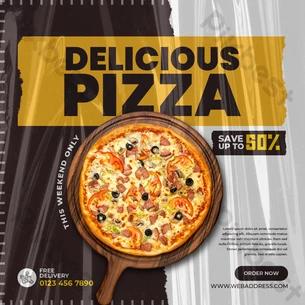 DELICIOUS
PIZZA
SAVE
UP TO 50%
THIS WEEKEND ONLY
FREE
DELIVERY
0123 456 7890
ORDER NOW
WWW.WEBADDRESS.COM